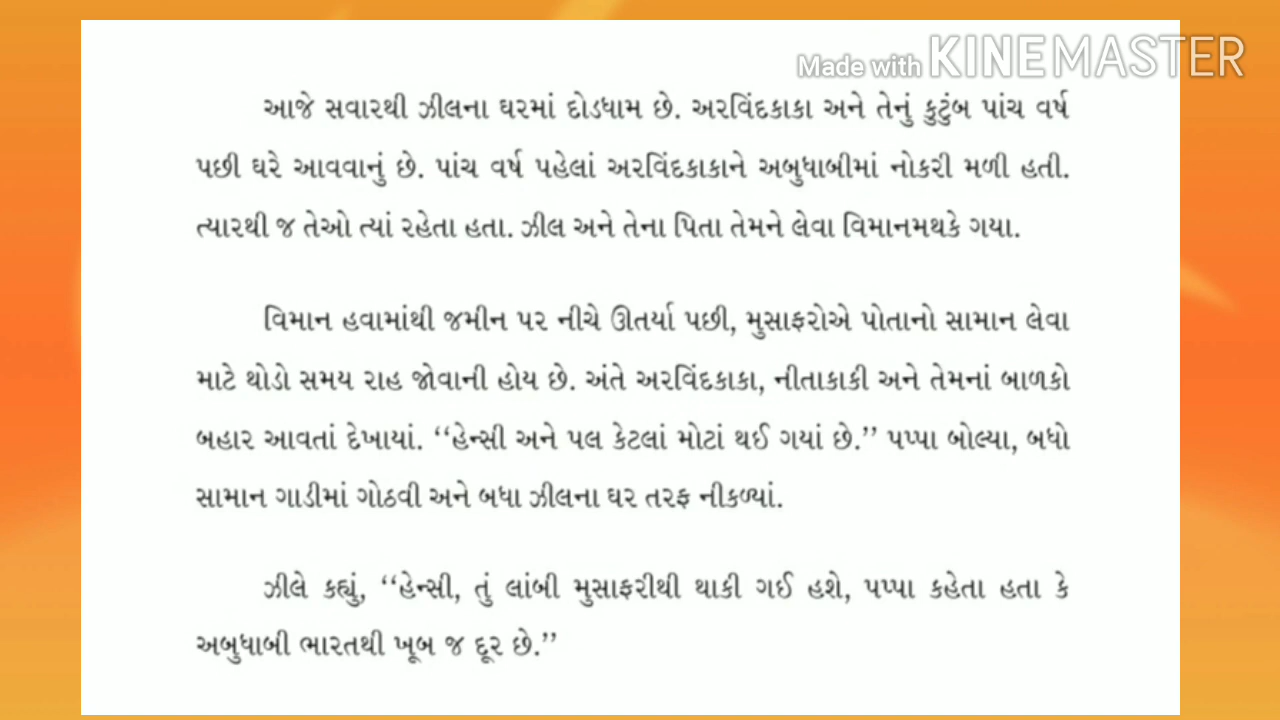 Made with KINEMASTER
આજે સવારથી ઝીલના ઘરમાં દોડધામ છે. અરવિંદકાકા અને તેનું કુટુંબ પાંચ વર્ષ
પછી ઘરે આવવાનું છે. પાંચ વર્ષ પહેલાં અરવિંદકાકાને અબુધાબીમાં નોકરી મળી હતી.
ત્યારથી જ તેઓ ત્યાં રહેતા હતા. ઝીલ અને તેના પિતા તેમને લેવા વિમાનમથકે ગયા.
વિમાન હવામાંથી જમીન પર નીચે ઊતર્યા પછી, મુસાફરોએ પોતાનો સામાન લેવા
માટે થોડો સમય રાહ જોવાની હોય છે. અંતે અરવિંદકાકા, નીતાકાકી અને તેમનાં બાળકો
બહાર આવતાં દેખાયાં. ‘‘હેન્સી અને પલ કેટલાં મોટાં થઈ ગયાં છે.’’ પપ્પા બોલ્યા, બધો
સામાન ગાડીમાં ગોઠવી અને બધા ઝીલના ઘર તરફ નીકળ્યાં.
ઝીલે કહ્યું, ‘‘હેન્સી, તું લાંબી મુસાફરીથી થાકી ગઈ હશે, પપ્પા કહેતા હતા કે
અબુધાબી ભારતથી ખૂબ જ દૂર છે.’’